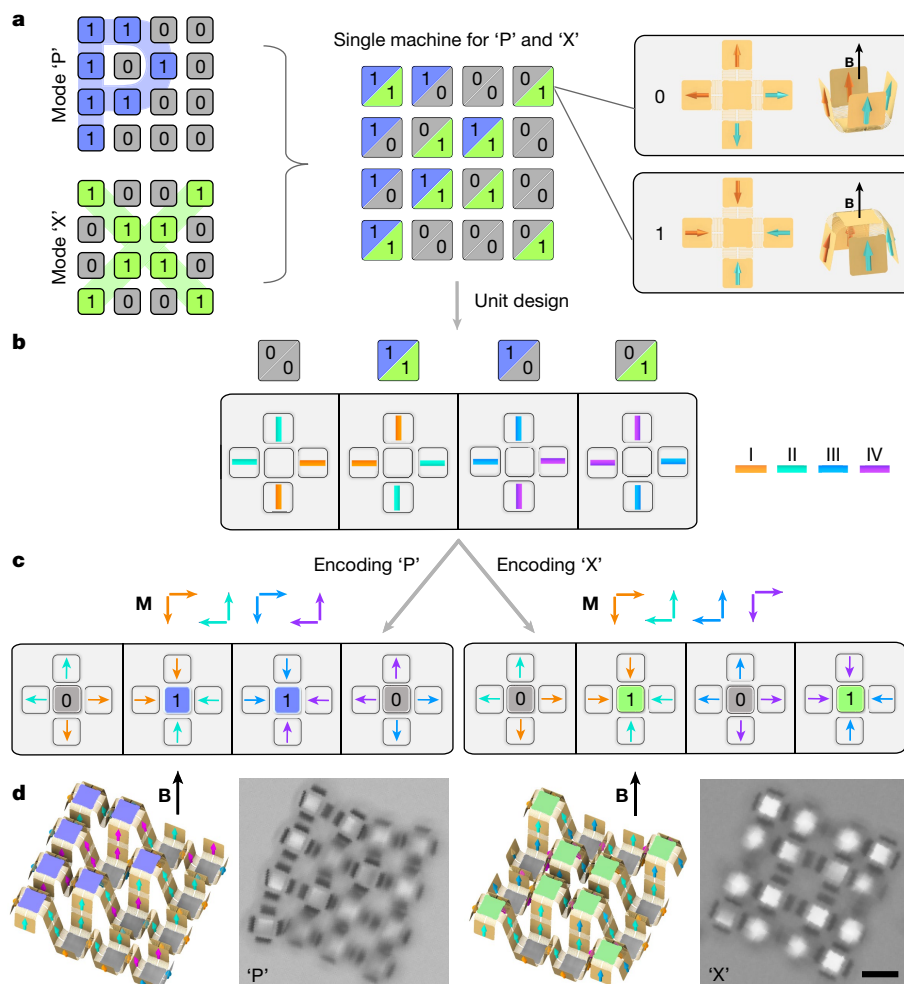 a
Mode 'P'
1 1 0 0
1 0 1 0
1 1 0 0
1 0 0 0
Mode 'X'
1 0 0 1
0 1 1 0
0 1 1 0
1 0 0 1
Single machine for 'P' and 'X'
1 1 1 0 0 0 0 1
1 0 0 1 1 1 0 0
1 0 1 1 0 1 0 0
1 1 0 0 0 0 0 1
0
B
1
B
Unit design
b
0 0 1 1 1 0 0 1
I II III IV
Encoding 'P' Encoding 'X'
c
M
M
0 1 1 0
0 1 0 1
d
B
B
'P'
'X'